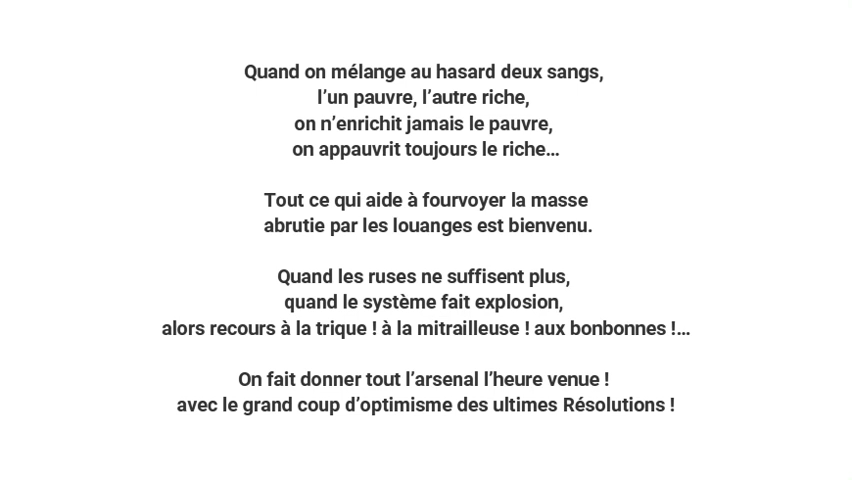 Quand on mélange au hasard deux sangs,
l’un pauvre, l’autre riche,
on n’enrichit jamais le pauvre,
on appauvrit toujours le riche…
Tout ce qui aide à fourvoyer la masse
abrutie par les louanges est bienvenu.
Quand les ruses ne suffisent plus,
quand le système fait explosion,
alors recours à la trique ! à la mitrailleuse ! aux bonbonnes !…
On fait donner tout l’arsenal l’heure venue !
avec le grand coup d’optimisme des ultimes Résolutions !